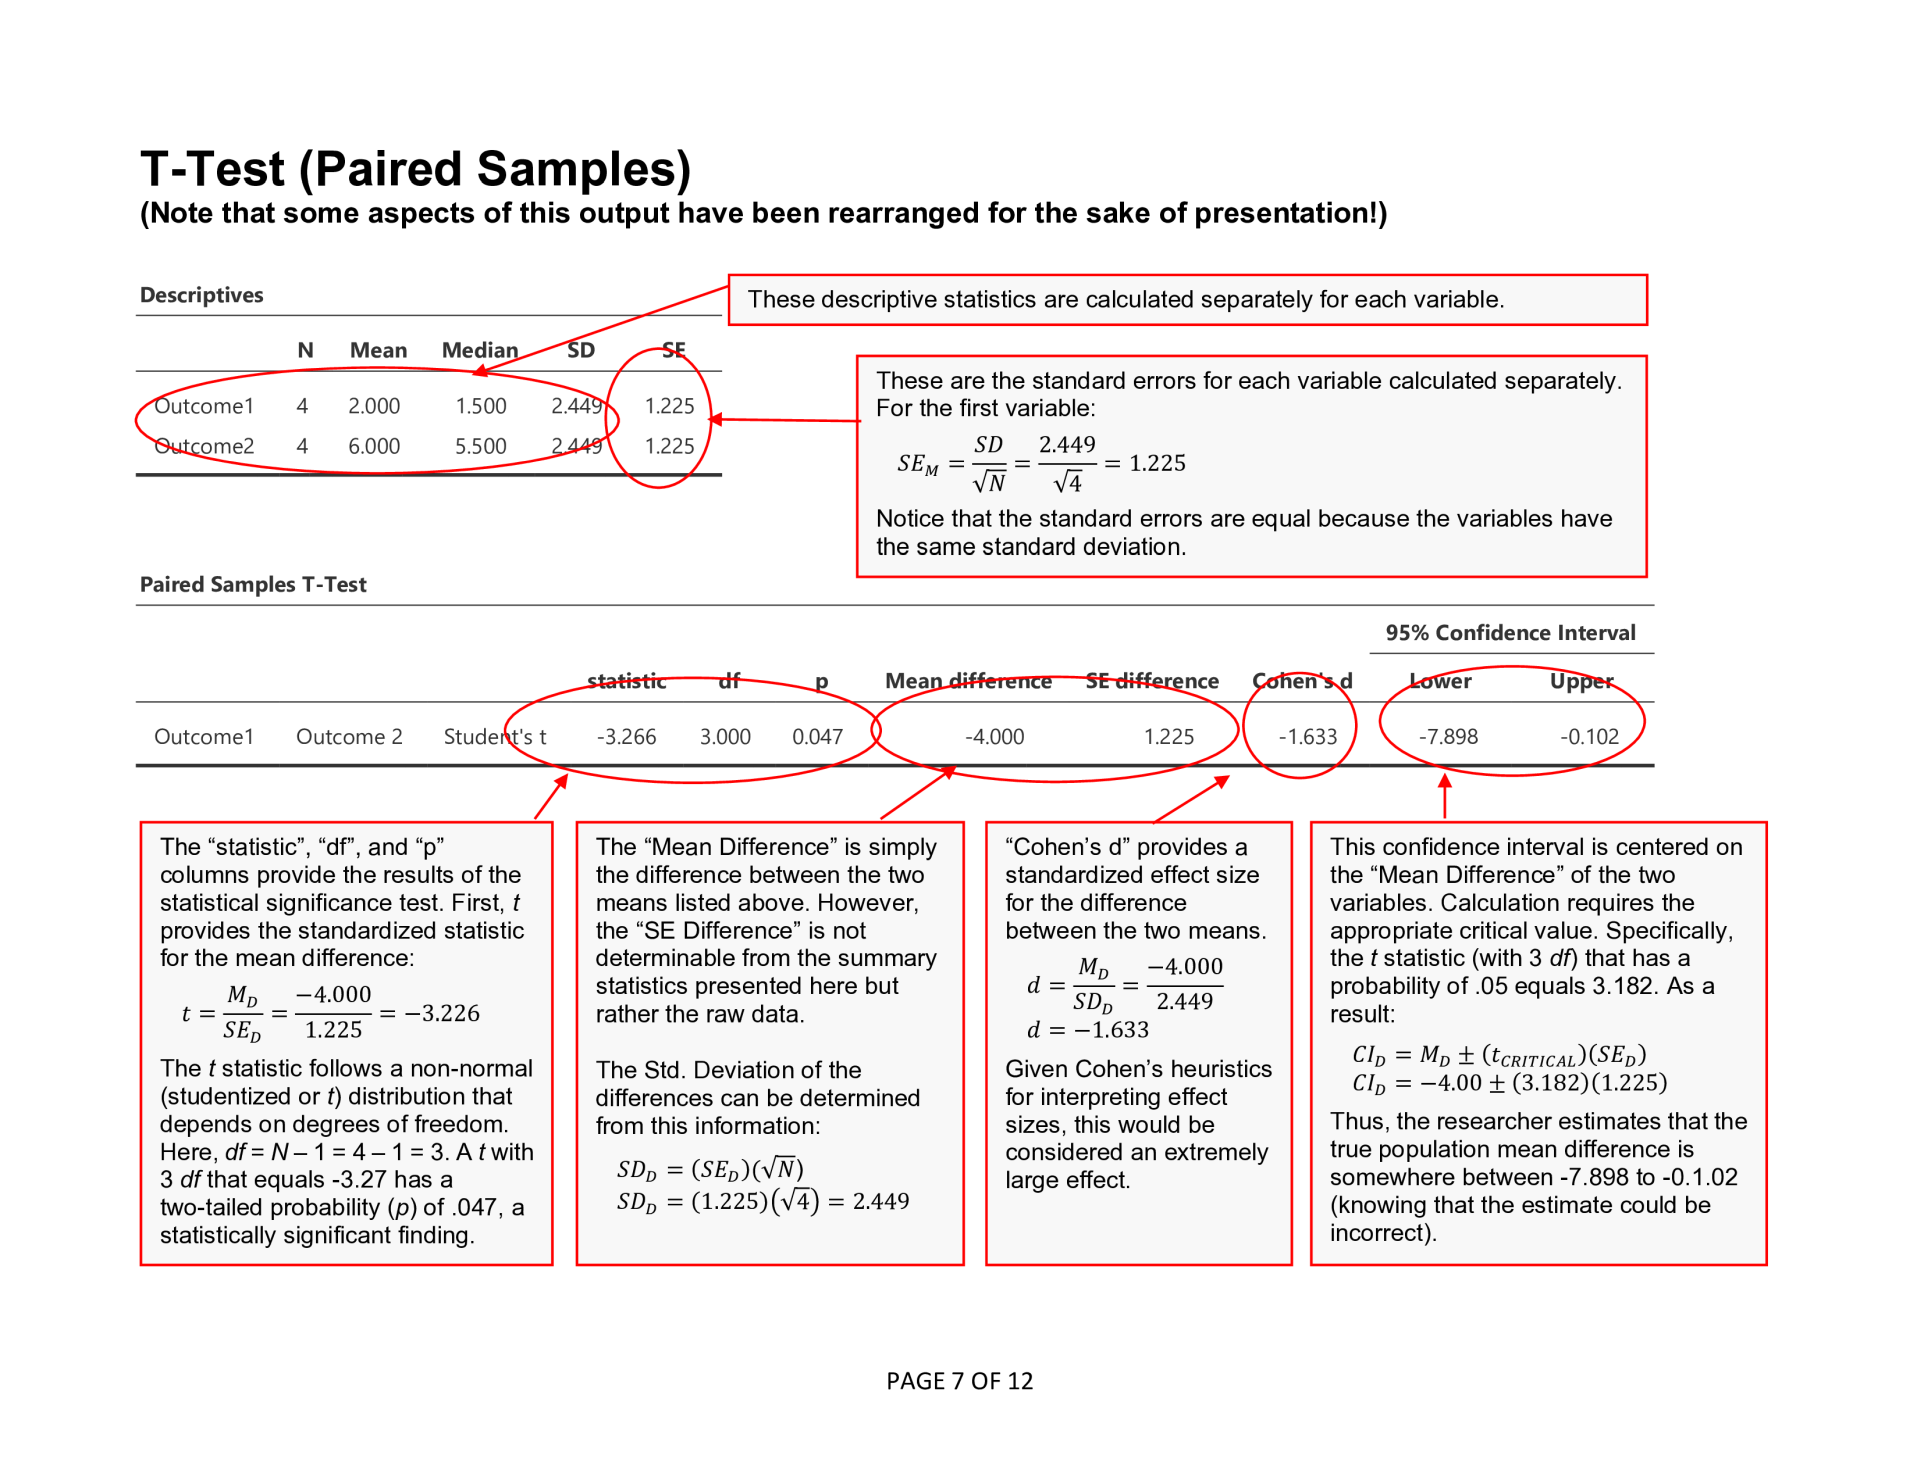 T-Test (Paired Samples)
(Note that some aspects of this output have been rearranged for the sake of presentation!)
Descriptives
N Mean Median SD SE
Outcome1 4 2.000 1.500 2.449 1.225
Outcome2 4 6.000 5.500 2.449 1.225
These descriptive statistics are calculated separately for each variable.
These are the standard errors for each variable calculated separately.
For the first variable:
SE_M = SD/√N = 2.449/√4 = 1.225
Notice that the standard errors are equal because the variables have
the same standard deviation.
Paired Samples T-Test
95% Confidence Interval
statistic df p Mean difference SE difference Cohen's d Lower Upper
Outcome1 Outcome 2 Student's t -3.266 3.000 0.047 -4.000 1.225 -1.633 -7.898 -0.102
The “statistic”, “df”, and “p”
columns provide the results of the
statistical significance test. First, t
provides the standardized statistic
for the mean difference:
t = M_D/SE_D = −4.000/1.225 = −3.226
The t statistic follows a non-normal
(studentized or t) distribution that
depends on degrees of freedom.
Here, df = N – 1 = 4 – 1 = 3. A t with
3 df that equals -3.27 has a
two-tailed probability (p) of .047, a
statistically significant finding.
The “Mean Difference” is simply
the difference between the two
means listed above. However,
the “SE Difference” is not
determinable from the summary
statistics presented here but
rather the raw data.
The Std. Deviation of the
differences can be determined
from this information:
SD_D = (SE_D)(√N)
SD_D = (1.225)(√4) = 2.449
“Cohen’s d” provides a
standardized effect size
for the difference
between the two means.
d = M_D/SD_D = −4.000/2.449
d = −1.633
Given Cohen’s heuristics
for interpreting effect
sizes, this would be
considered an extremely
large effect.
This confidence interval is centered on
the “Mean Difference” of the two
variables. Calculation requires the
appropriate critical value. Specifically,
the t statistic (with 3 df) that has a
probability of .05 equals 3.182. As a
result:
CI_D = M_D ± (t_CRITICAL)(SE_D)
CI_D = −4.00 ± (3.182)(1.225)
Thus, the researcher estimates that the
true population mean difference is
somewhere between -7.898 to -0.1.02
(knowing that the estimate could be
incorrect).
PAGE 7 OF 12